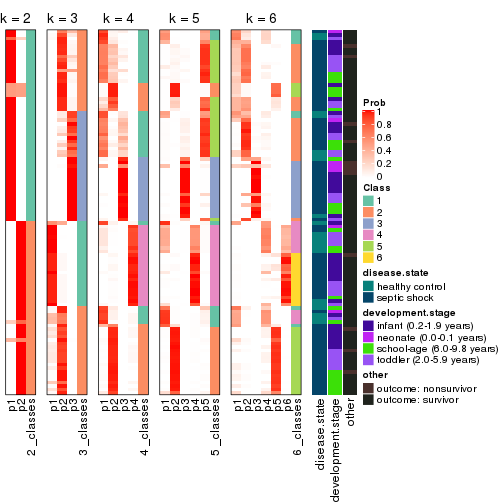 k = 2
k = 3
k = 4
k = 5
k = 6
p1
p2
2_classes
p1
p2
p3
3_classes
p1
p2
p3
p4
4_classes
p1
p2
p3
p4
p5
5_classes
p1
p2
p3
p4
p5
p6
6_classes
disease.state
development.stage
other
Prob
1
0.8
0.6
0.4
0.2
0
Class
1
2
3
4
5
6
disease.state
healthy control
septic shock
development.stage
infant (0.2-1.9 years)
neonate (0.0-0.1 years)
school-age (6.0-9.8 years)
toddler (2.0-5.9 years)
other
outcome: nonsurvivor
outcome: survivor